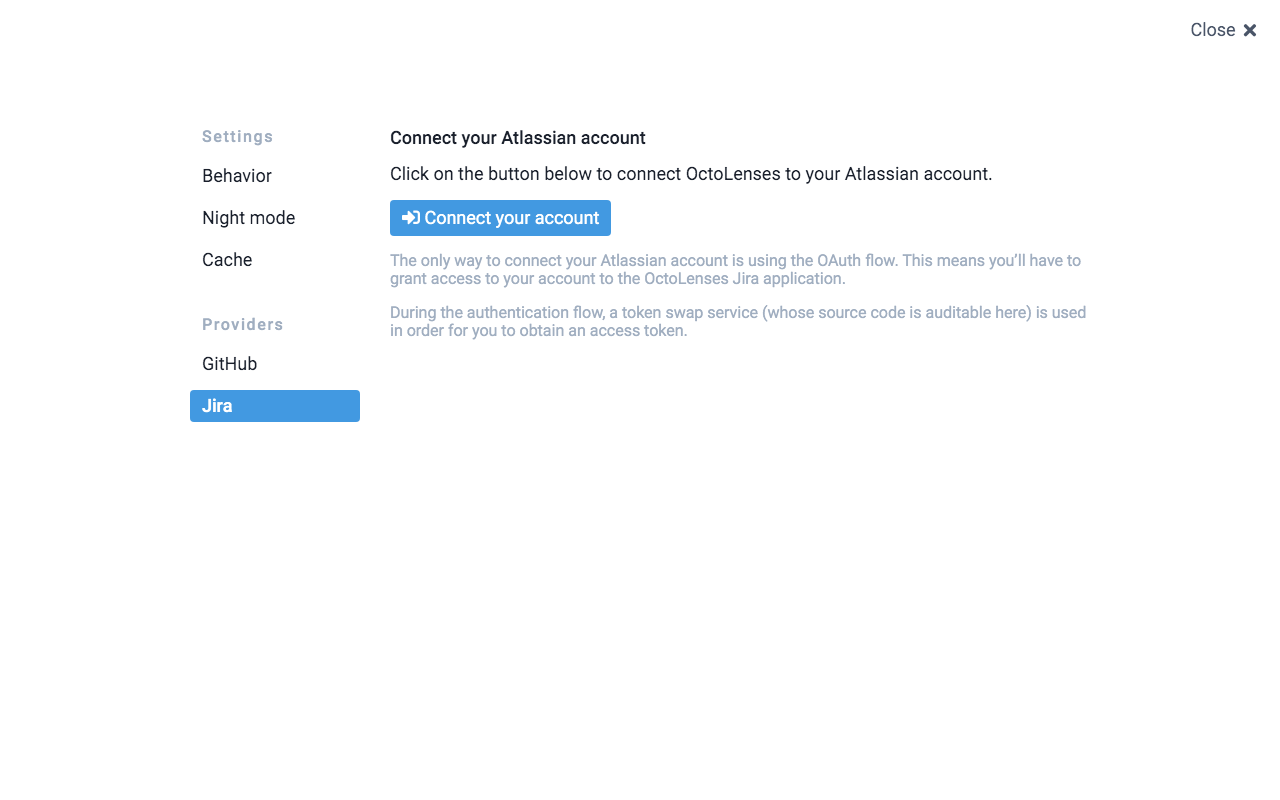 Close
Settings
Behavior
Night mode
Cache
Providers
GitHub
Jira
Connect your Atlassian account
Click on the button below to connect OctoLenses to your Atlassian account.
Connect your account
The only way to connect your Atlassian account is using the OAuth flow. This means you’ll have to
grant access to your account to the OctoLenses Jira application.
During the authentication flow, a token swap service (whose source code is auditable here) is used
in order for you to obtain an access token.